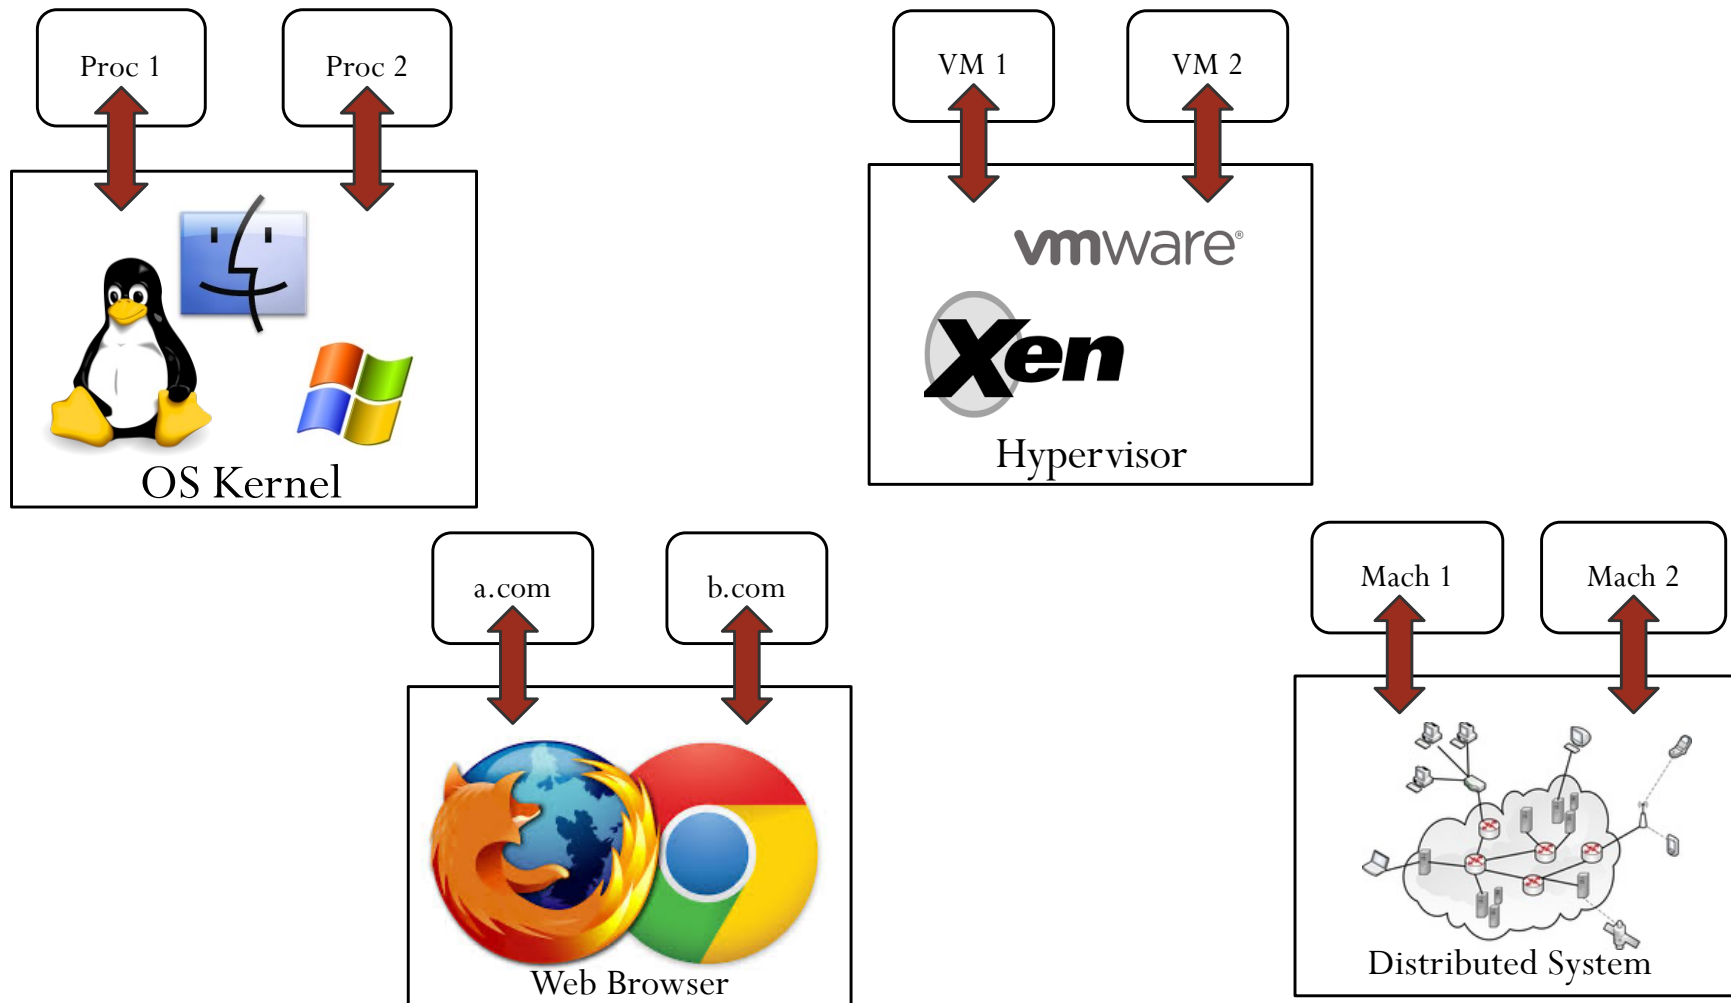 Proc 1
Proc 2
OS Kernel
VM 1
VM 2
vmware®
Xen
Hypervisor
a.com
b.com
Web Browser
Mach 1
Mach 2
Distributed System